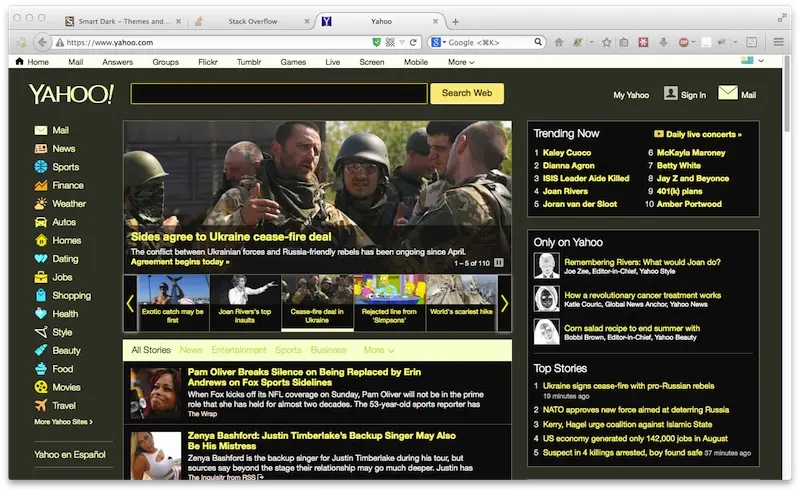 Smart Dark – Themes and...
Stack Overflow
Yahoo
https://www.yahoo.com
Google <⌘K>
Home Mail Answers Groups Flickr Tumblr Games Live Screen Mobile More
YAHOO!
Search Web
My Yahoo Sign In Mail
Mail
News
Sports
Finance
Weather
Autos
Homes
Dating
Jobs
Shopping
Health
Style
Beauty
Food
Movies
Travel
More Yahoo Sites >
Yahoo en Español
Sides agree to Ukraine cease-fire deal
The conflict between Ukrainian forces and Russia-friendly rebels has been ongoing since April.
Agreement begins today »
1 – 5 of 110
Exotic catch may be first
Joan Rivers's top insults
Cease-fire deal in Ukraine
Rejected line from 'Simpsons'
World's scariest hike
All Stories News Entertainment Sports Business More
Pam Oliver Breaks Silence on Being Replaced by Erin
Andrews on Fox Sports Sidelines
When Fox kicks off its NFL coverage on Sunday, Pam Oliver will not be in the prime
role that she has held for almost two decades. The 53-year-old sports reporter has
The Wrap
Zenya Bashford: Justin Timberlake's Backup Singer May Also
Be His Mistress
Zenya Bashford is the background singer for Justin Timberlake during his tour, but
sources say beyond the stage their relationship may go much deeper. Justin has
The Inquisitr from RSS
Trending Now
Daily live concerts »
1 Kaley Cuoco
2 Dianna Agron
3 ISIS Leader Aide Killed
4 Joan Rivers
5 Joran van der Sloot
6 McKayla Maroney
7 Betty White
8 Jay Z and Beyonce
9 401(k) plans
10 Amber Portwood
Only on Yahoo
Remembering Rivers: What would Joan do?
Joe Zee, Editor-in-Chief, Yahoo Style
How a revolutionary cancer treatment works
Katie Couric, Global News Anchor, Yahoo News
Corn salad recipe to end summer with
Bobbi Brown, Editor-in-Chief, Yahoo Beauty
Top Stories
1 Ukraine signs cease-fire with pro-Russian rebels
19 minutes ago
2 NATO approves new force aimed at deterring Russia
3 Kerry, Hagel urge coalition against Islamic State
4 US economy generated only 142,000 jobs in August
5 Suspect in 4 killings arrested, boy found safe 37 minutes ago